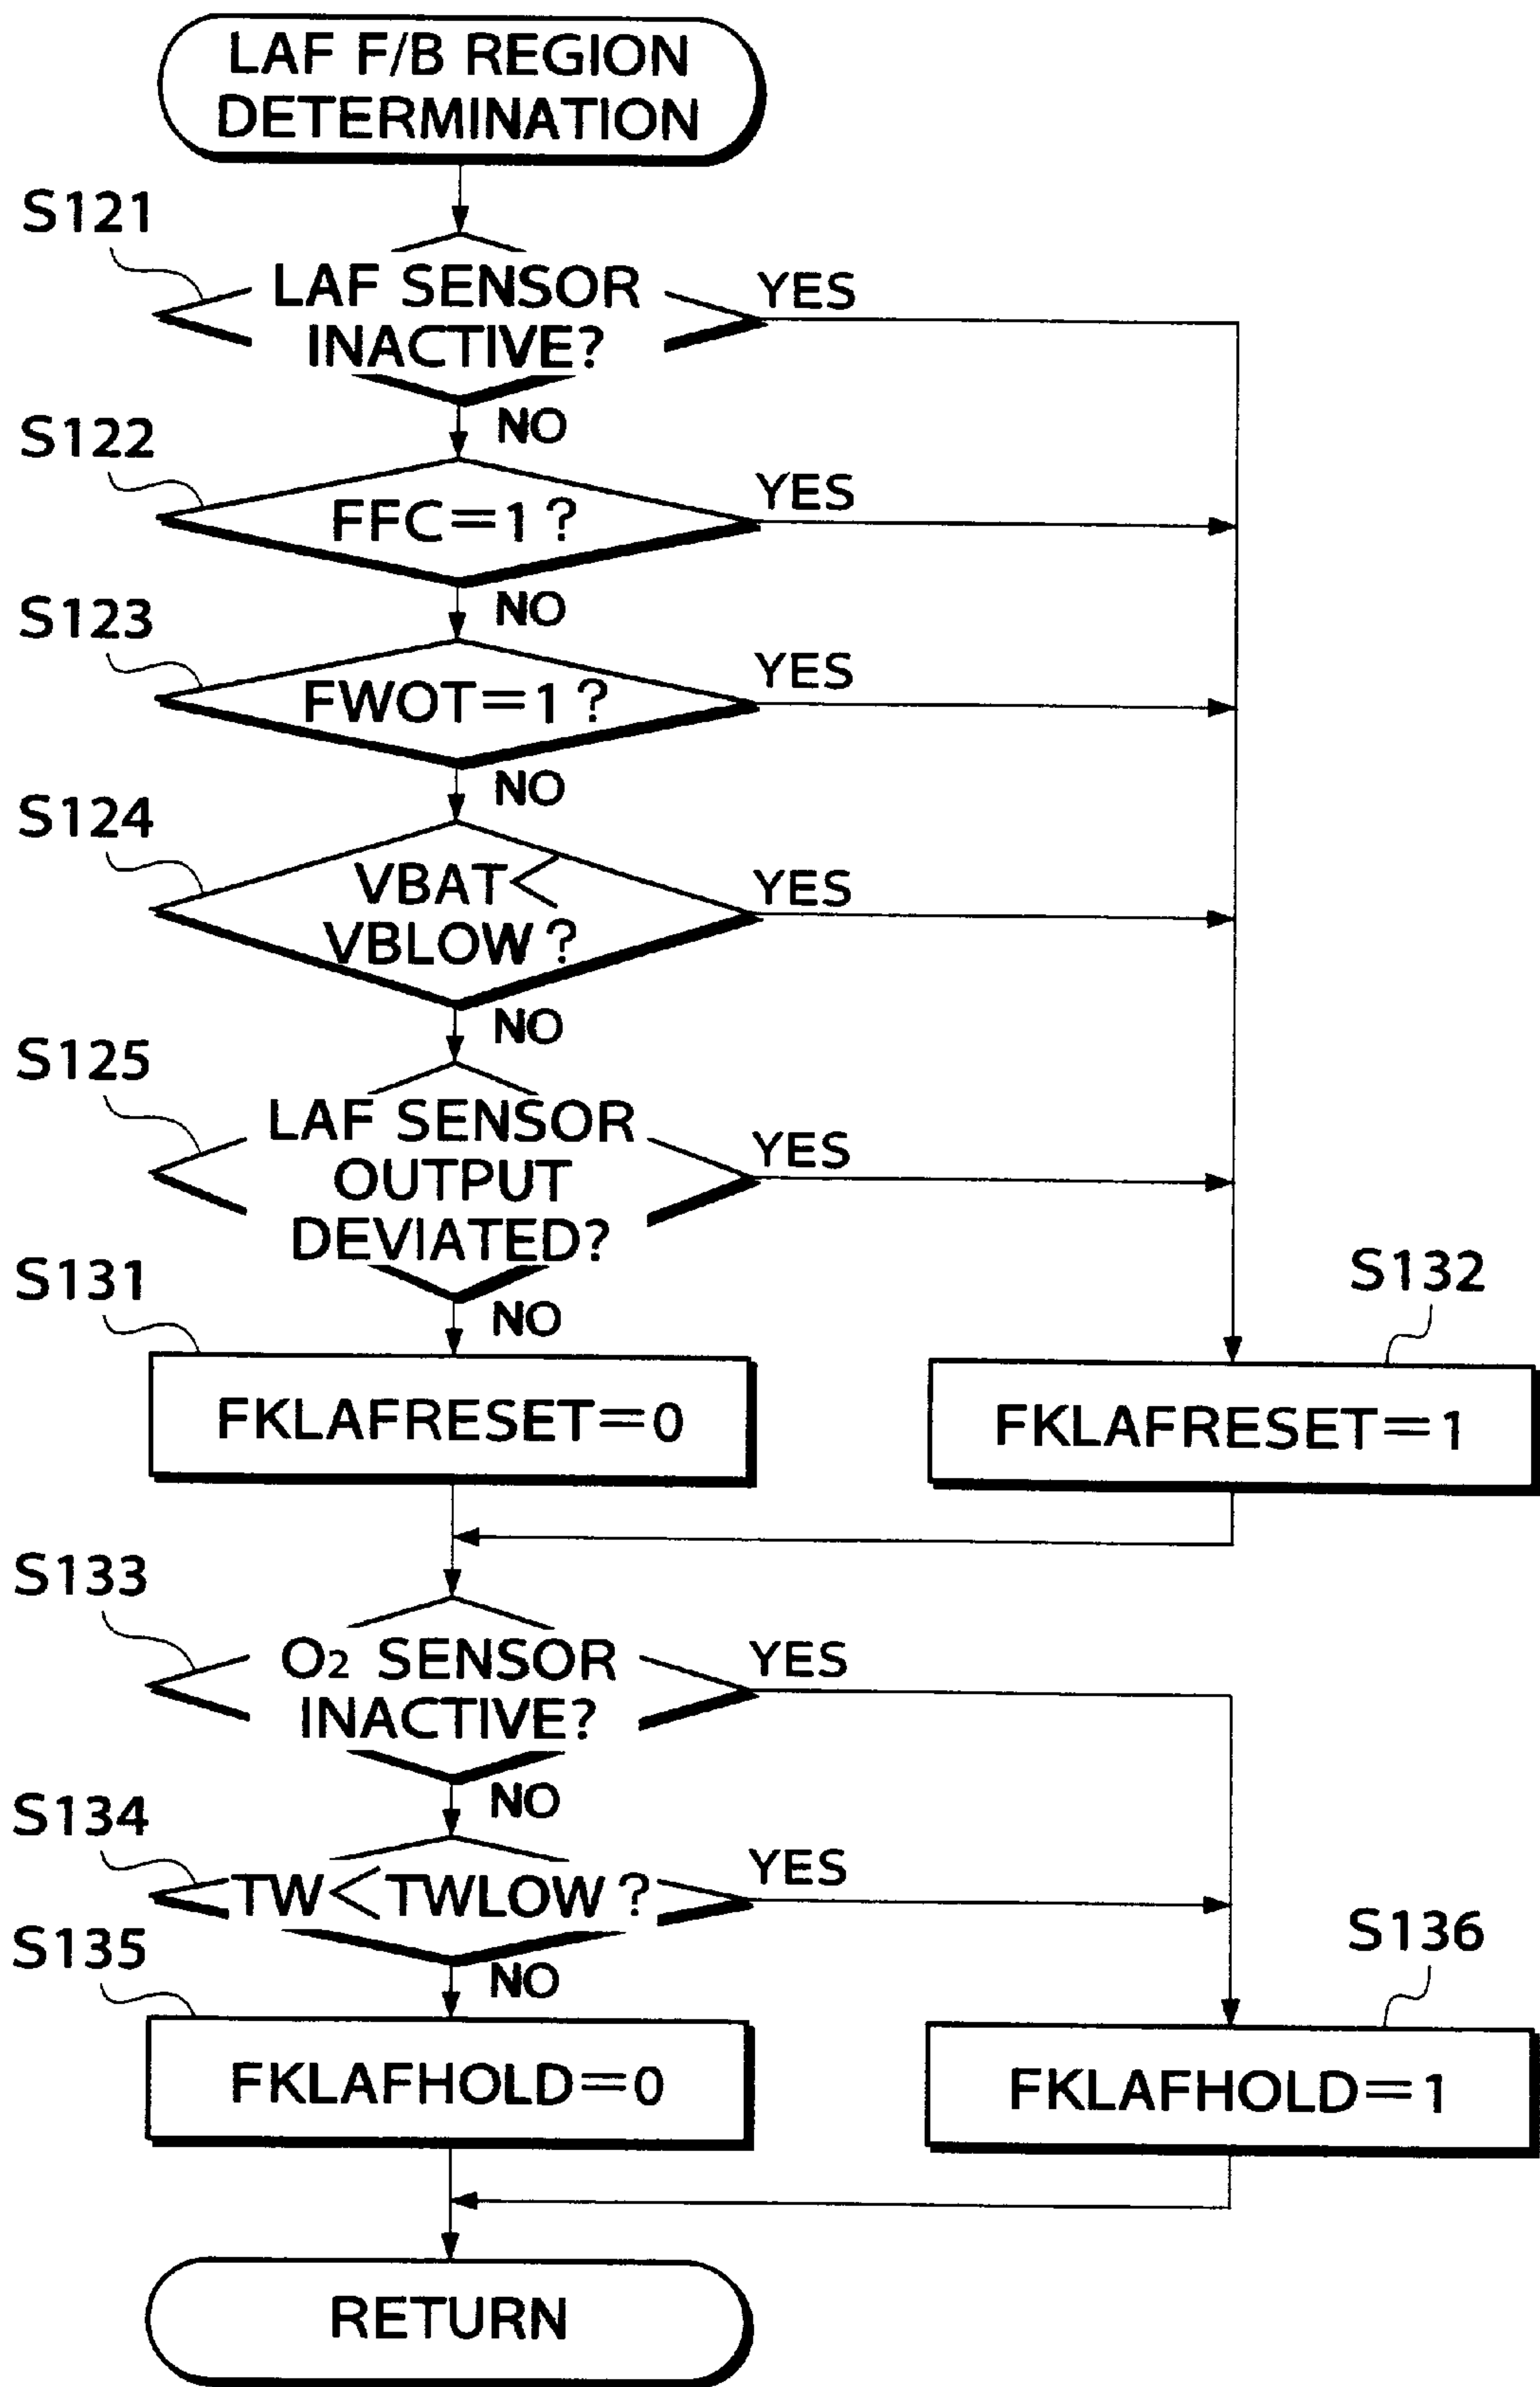 LAF F/B REGION
DETERMINATION
S121
LAF SENSOR
INACTIVE?
YES
NO
S122
FFC=1?
YES
NO
S123
FWOT=1?
YES
NO
S124
VBAT<
VBLOW?
YES
NO
S125
LAF SENSOR
OUTPUT
DEVIATED?
YES
NO
S131
FKLAFRESET=0
S132
FKLAFRESET=1
S133
O2 SENSOR
INACTIVE?
YES
NO
S134
TW<TWLOW?
YES
NO
S135
FKLAFHOLD=0
S136
FKLAFHOLD=1
RETURN